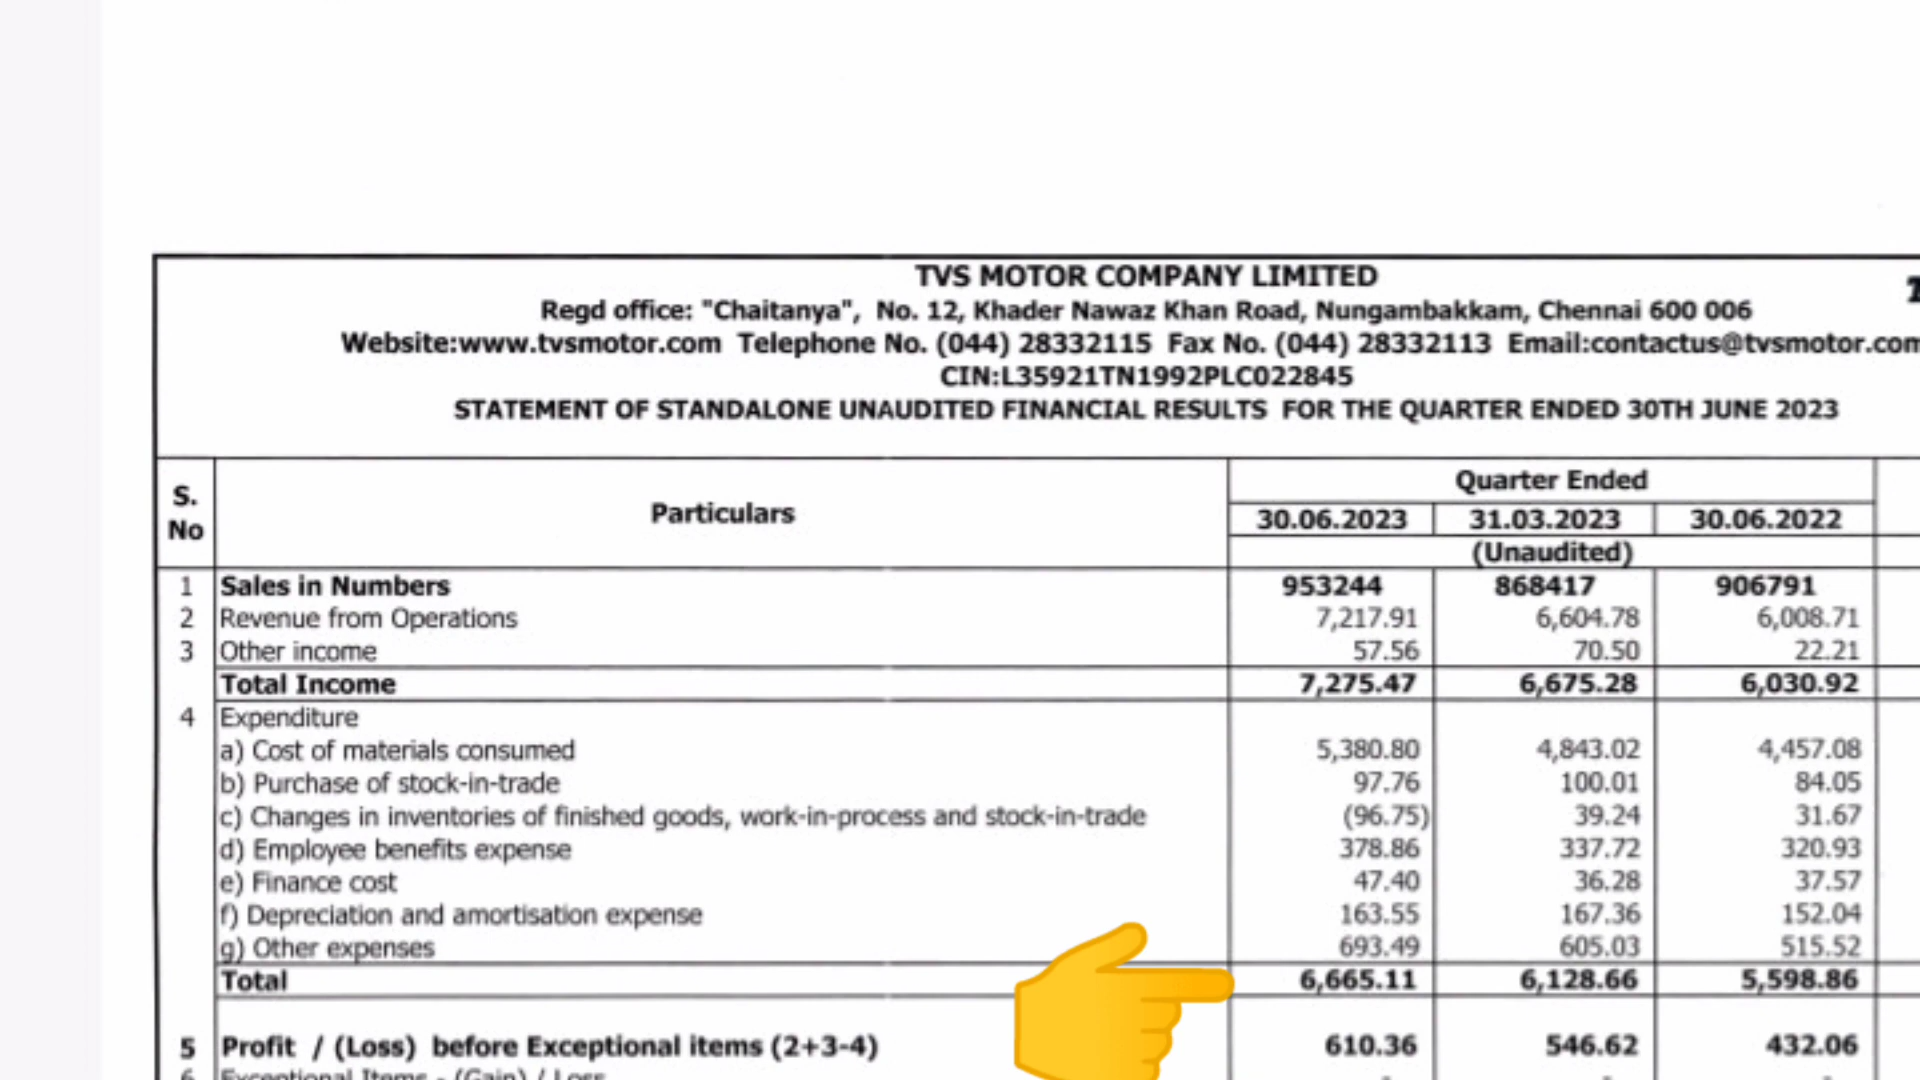 TVS MOTOR COMPANY LIMITED
Regd office: "Chaitanya", No. 12, Khader Nawaz Khan Road, Nungambakkam, Chennai 600 006
Website:www.tvsmotor.com Telephone No. (044) 28332115 Fax No. (044) 28332113 Email:contactus@tvsmotor.com
CIN:L35921TN1992PLC022845
STATEMENT OF STANDALONE UNAUDITED FINANCIAL RESULTS FOR THE QUARTER ENDED 30TH JUNE 2023
S. No Particulars Quarter Ended
30.06.2023 31.03.2023 30.06.2022
(Unaudited)
1 Sales in Numbers 953244 868417 906791
2 Revenue from Operations 7,217.91 6,604.78 6,008.71
3 Other income 57.56 70.50 22.21
Total Income 7,275.47 6,675.28 6,030.92
4 Expenditure
a) Cost of materials consumed 5,380.80 4,843.02 4,457.08
b) Purchase of stock-in-trade 97.76 100.01 84.05
c) Changes in inventories of finished goods, work-in-process and stock-in-trade (96.75) 39.24 31.67
d) Employee benefits expense 378.86 337.72 320.93
e) Finance cost 47.40 36.28 37.57
f) Depreciation and amortisation expense 163.55 167.36 152.04
g) Other expenses 693.49 605.03 515.52
Total 6,665.11 6,128.66 5,598.86
5 Profit / (Loss) before Exceptional items (2+3-4) 610.36 546.62 432.06
6 Exceptional Items - (Gain) / Loss - - -